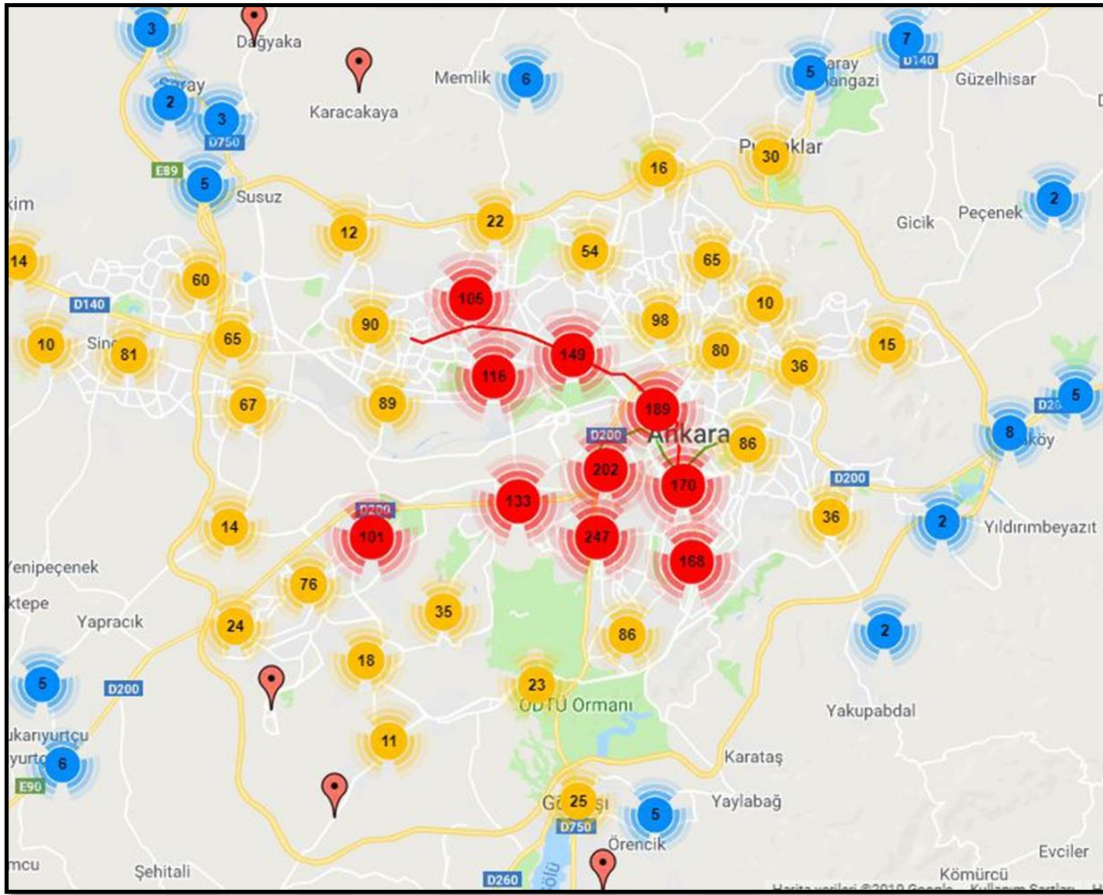 3
Dağyaka
7
D140
Memlik
6
5
Güzelhisar
2
Karacakaya
3
D750
16
30
E89
5
Susuz
2
Peçenek
Gicik
12
22
54
65
14
60
105
10
D140
90
98
10
81
65
149
80
15
116
36
67
89
189
5
8
D200
Ankara
86
202
170
D200
133
D200
101
14
247
36
2
Yıldırımbeyazıt
168
76
35
Yapracık
24
86
2
18
5
D200
23
ODTÜ Ormanı
Yakupabdal
11
6
E90
Karataş
25
5
Yaylabağ
D750
Örencik
Evciler
Şehitali
D260
Kömürcü